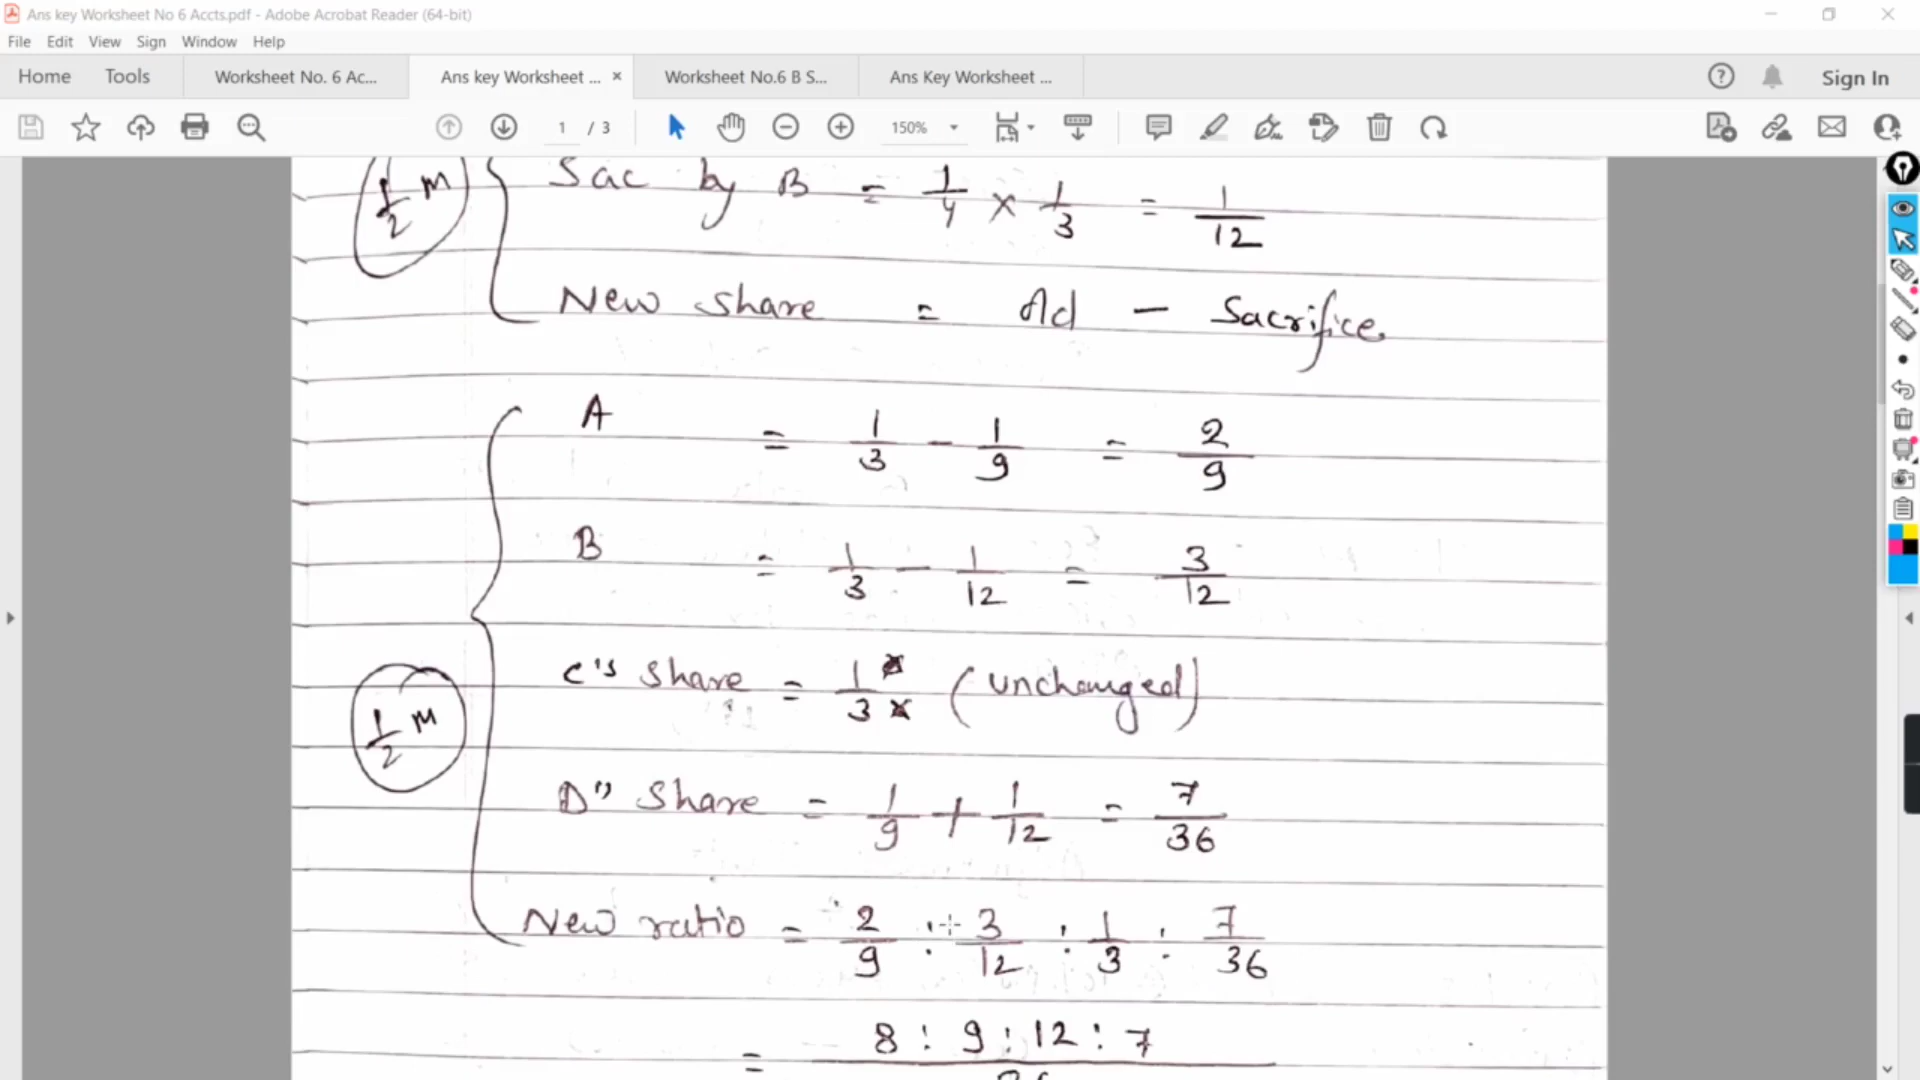 Ans key Worksheet No 6 Accts.pdf - Adobe Acrobat Reader (64-bit)
File Edit View Sign Window Help
Home Tools Worksheet No. 6 Ac... Ans key Worksheet ... × Worksheet No.6 B S... Ans Key Worksheet ... Sign In
1 / 3 150%
1/2 M
Sac by B = 1/4 × 1/3 = 1/12
New share = Old - Sacrifice.
A = 1/3 - 1/9 = 2/9
B = 1/3 - 1/12 = 3/12
C's share = 1/3 (unchanged)
1/2 M
D" share = 1/9 + 1/12 = 7/36
New ratio = 2/9 : 3/12 : 1/3 : 7/36
= 8 : 9 : 12 : 7